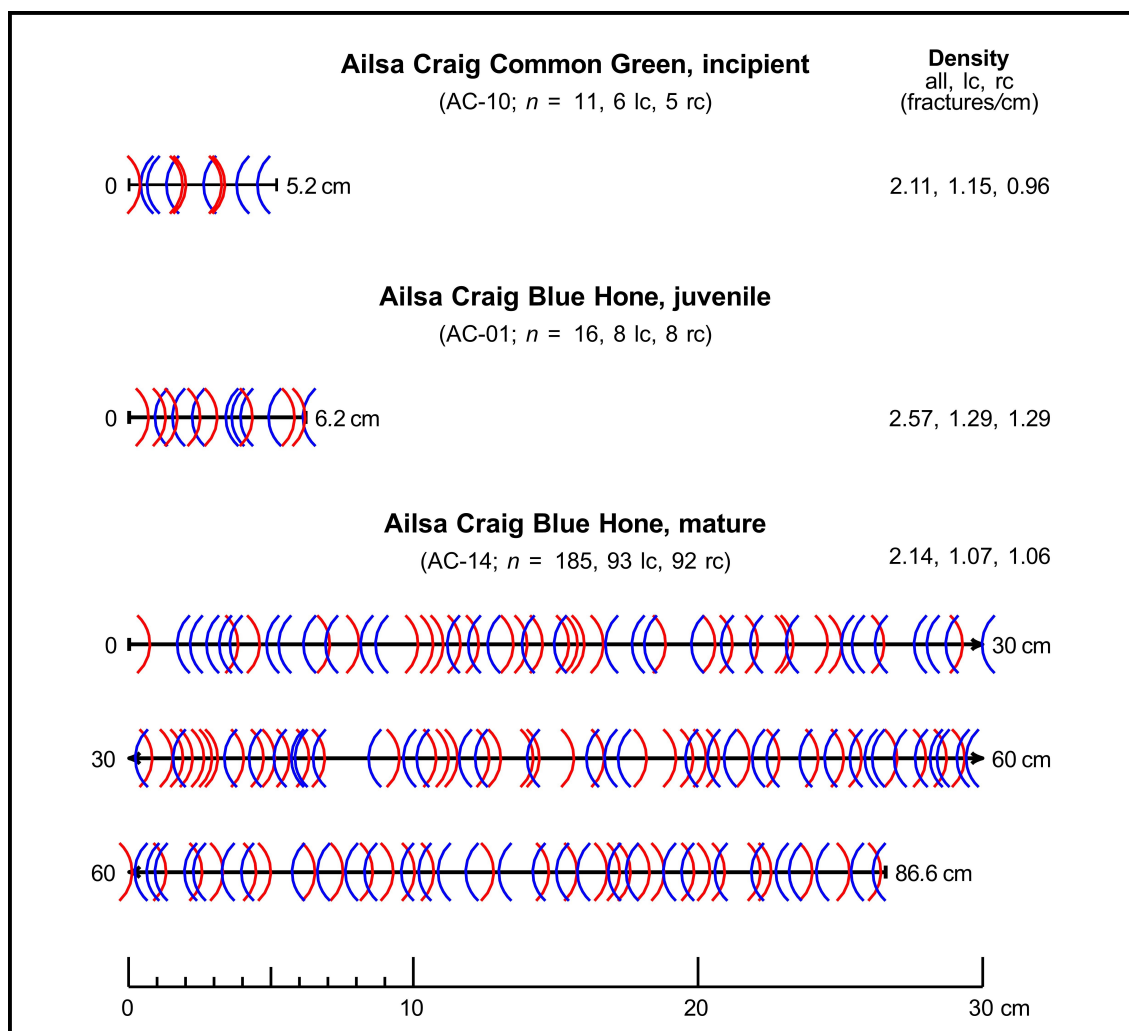 Ailsa Craig Common Green, incipient
(AC-10; n = 11, 6 lc, 5 rc)
Density
all, lc, rc
(fractures/cm)
0
5.2 cm
2.11, 1.15, 0.96
Ailsa Craig Blue Hone, juvenile
(AC-01; n = 16, 8 lc, 8 rc)
0
6.2 cm
2.57, 1.29, 1.29
Ailsa Craig Blue Hone, mature
(AC-14; n = 185, 93 lc, 92 rc)
2.14, 1.07, 1.06
0
30 cm
30
60 cm
60
86.6 cm
0 10 20 30 cm